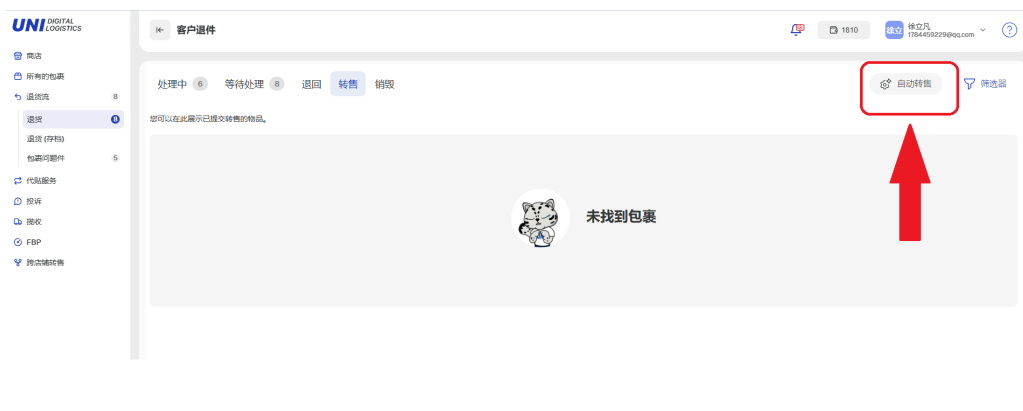 UNI DIGITAL LOGISTICS
客户退件
1810
徐立
徐立凡
1784459229@qq.com
商店
所有的包裹
退货流 8
退货 8
退货 (存档)
包裹问题件 5
代贴服务
投诉
揽收
FBP
跨店铺转售
处理中 6 等待处理 8 退回 转售 销毁
自动转售 筛选器
您可以在此展示已提交转售的物品。
未找到包裹